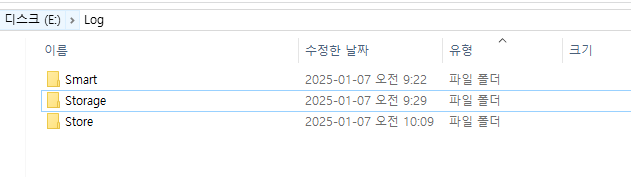 디스크 (E:) > Log
이름 수정한 날짜 유형 크기
Smart 2025-01-07 오전 9:22 파일 폴더
Storage 2025-01-07 오전 9:29 파일 폴더
Store 2025-01-07 오전 10:09 파일 폴더